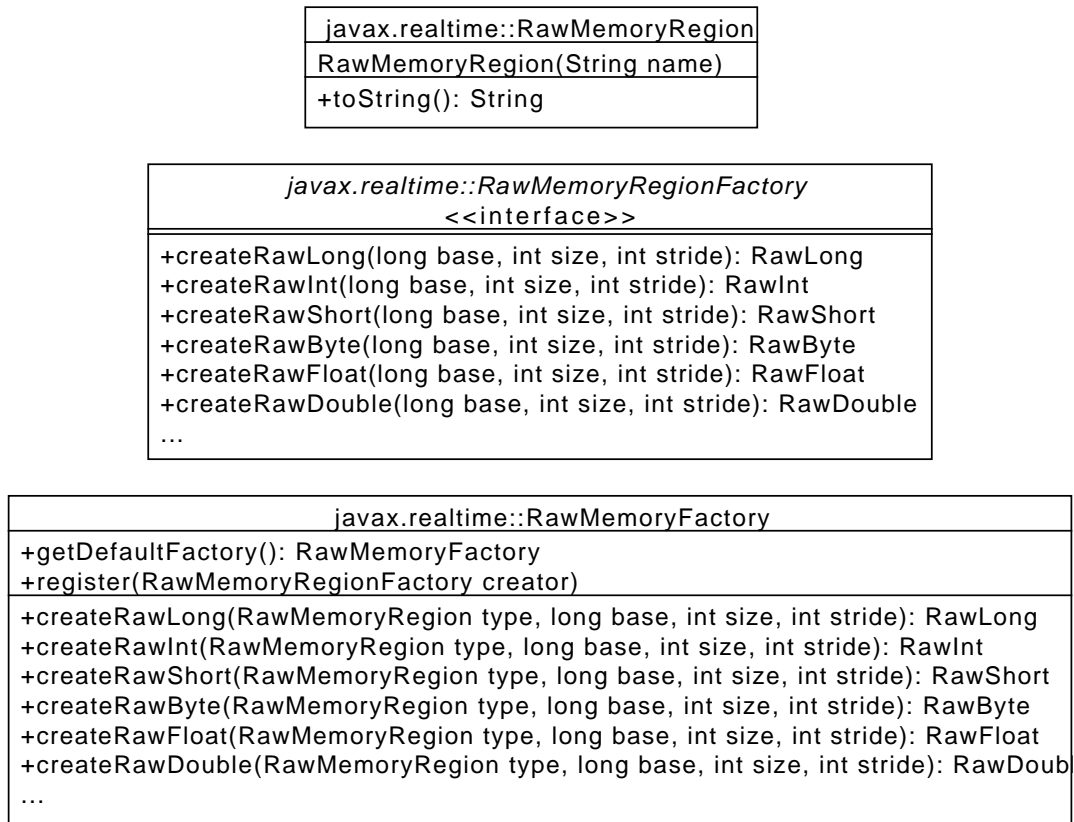 javax.realtime::RawMemoryRegion
RawMemoryRegion(String name)
+toString(): String
javax.realtime::RawMemoryRegionFactory
<<interface>>
+createRawLong(long base, int size, int stride): RawLong
+createRawInt(long base, int size, int stride): RawInt
+createRawShort(long base, int size, int stride): RawShort
+createRawByte(long base, int size, int stride): RawByte
+createRawFloat(long base, int size, int stride): RawFloat
+createRawDouble(long base, int size, int stride): RawDouble
...
javax.realtime::RawMemoryFactory
+getDefaultFactory(): RawMemoryFactory
+register(RawMemoryRegionFactory creator)
+createRawLong(RawMemoryRegion type, long base, int size, int stride): RawLong
+createRawInt(RawMemoryRegion type, long base, int size, int stride): RawInt
+createRawShort(RawMemoryRegion type, long base, int size, int stride): RawShort
+createRawByte(RawMemoryRegion type, long base, int size, int stride): RawByte
+createRawFloat(RawMemoryRegion type, long base, int size, int stride): RawFloat
+createRawDouble(RawMemoryRegion type, long base, int size, int stride): RawDoubl
...